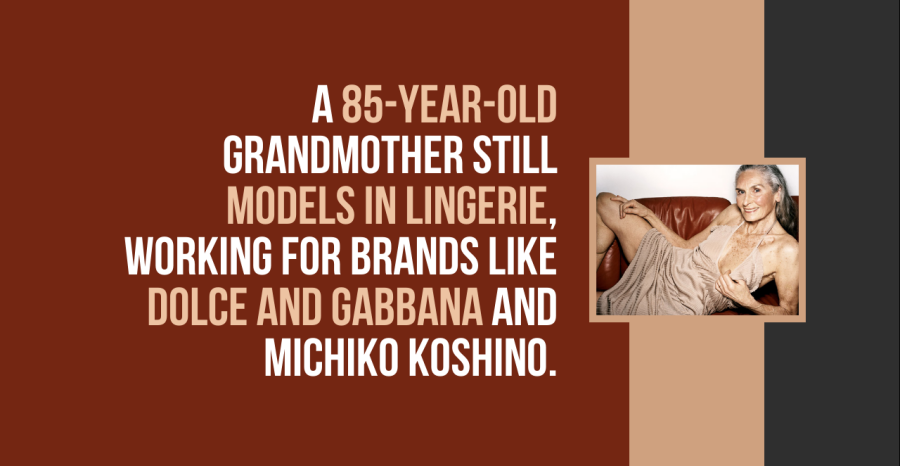 A 85-YEAR-OLD
GRANDMOTHER STILL
MODELS IN LINGERIE,
WORKING FOR BRANDS LIKE
DOLCE AND GABBANA AND
MICHIKO KOSHINO.